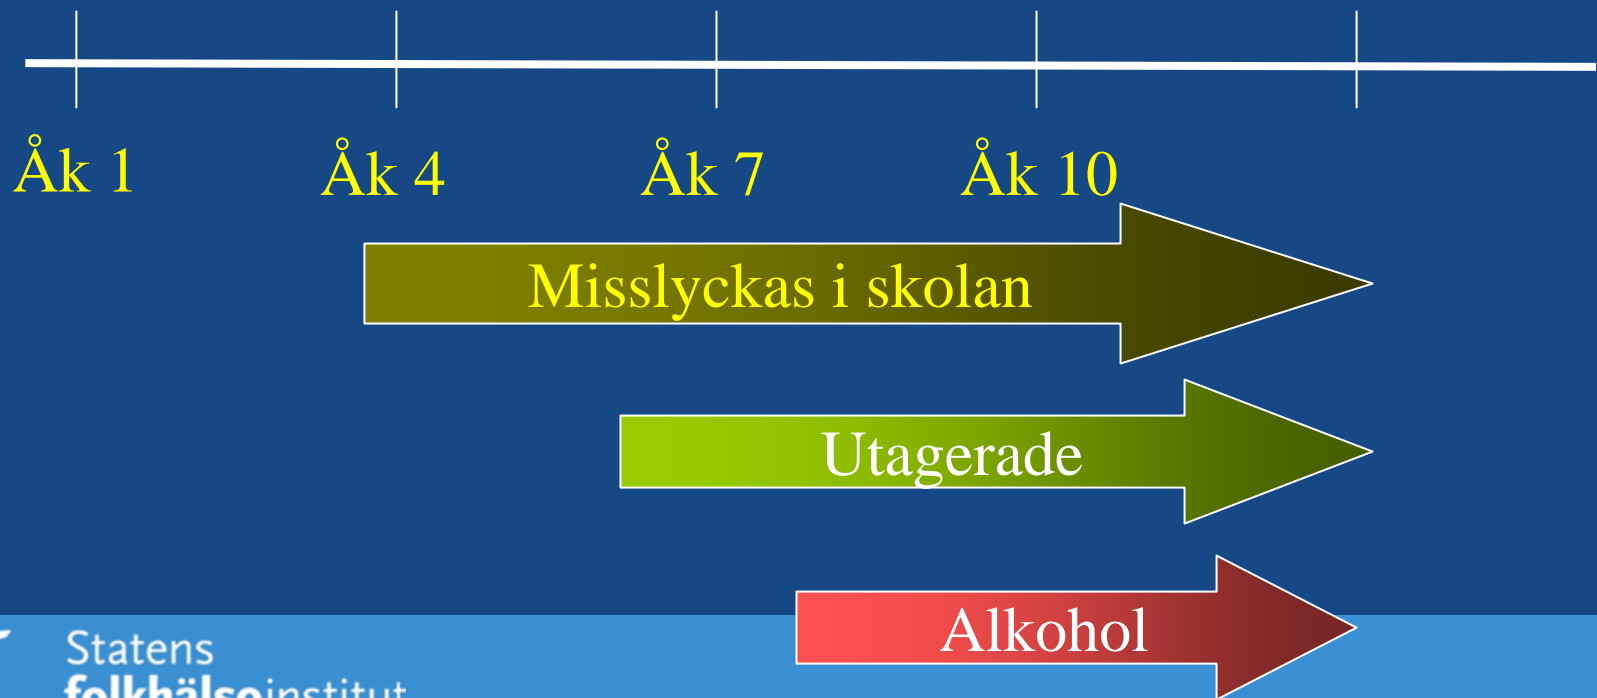 Åk 1 Åk 4 Åk 7 Åk 10
Misslyckas i skolan
Utagerade
Alkohol
Statens
folkhälsoinstitut